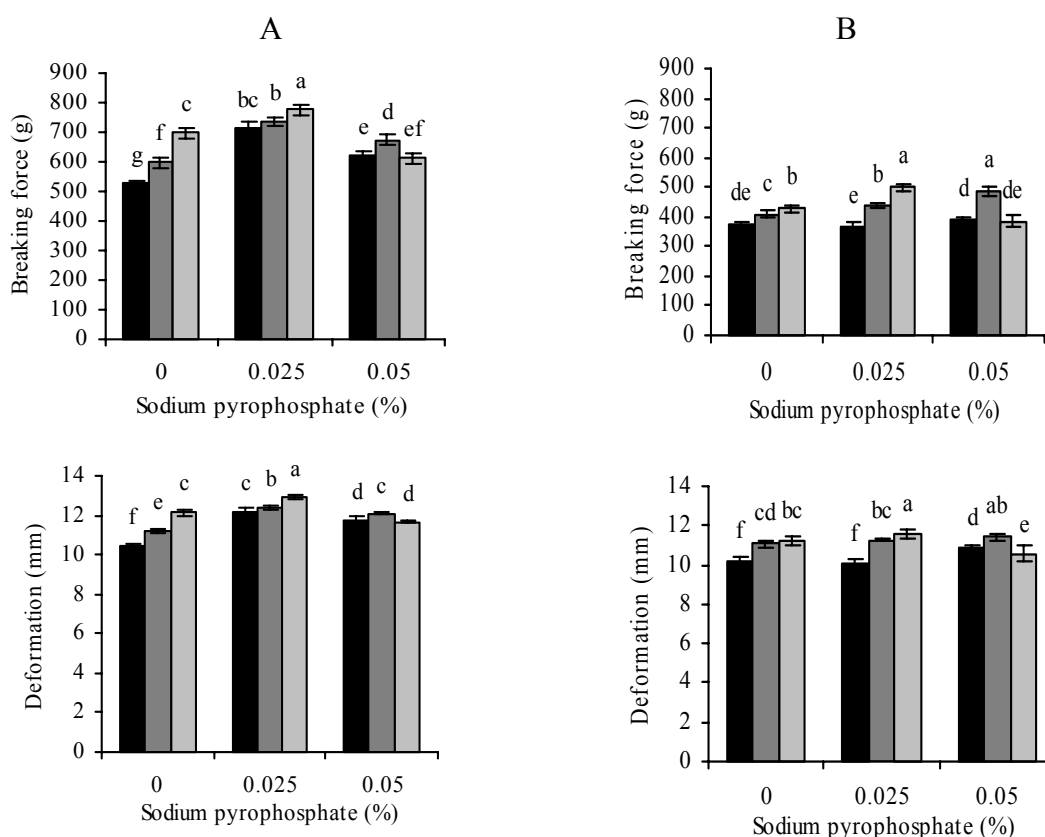 A
Breaking force (g)
900
800
700
600
500
400
300
200
100
0
g f c
bc b a
e d ef
0 0.025 0.05
Sodium pyrophosphate (%)
B
Breaking force (g)
900
800
700
600
500
400
300
200
100
0
de c b
e b a
d a de
0 0.025 0.05
Sodium pyrophosphate (%)
Deformation (mm)
14
12
10
8
6
4
2
0
f e c
c b a
d c d
0 0.025 0.05
Sodium pyrophosphate (%)
Deformation (mm)
14
12
10
8
6
4
2
0
f cd bc
f bc a
d ab e
0 0.025 0.05
Sodium pyrophosphate (%)